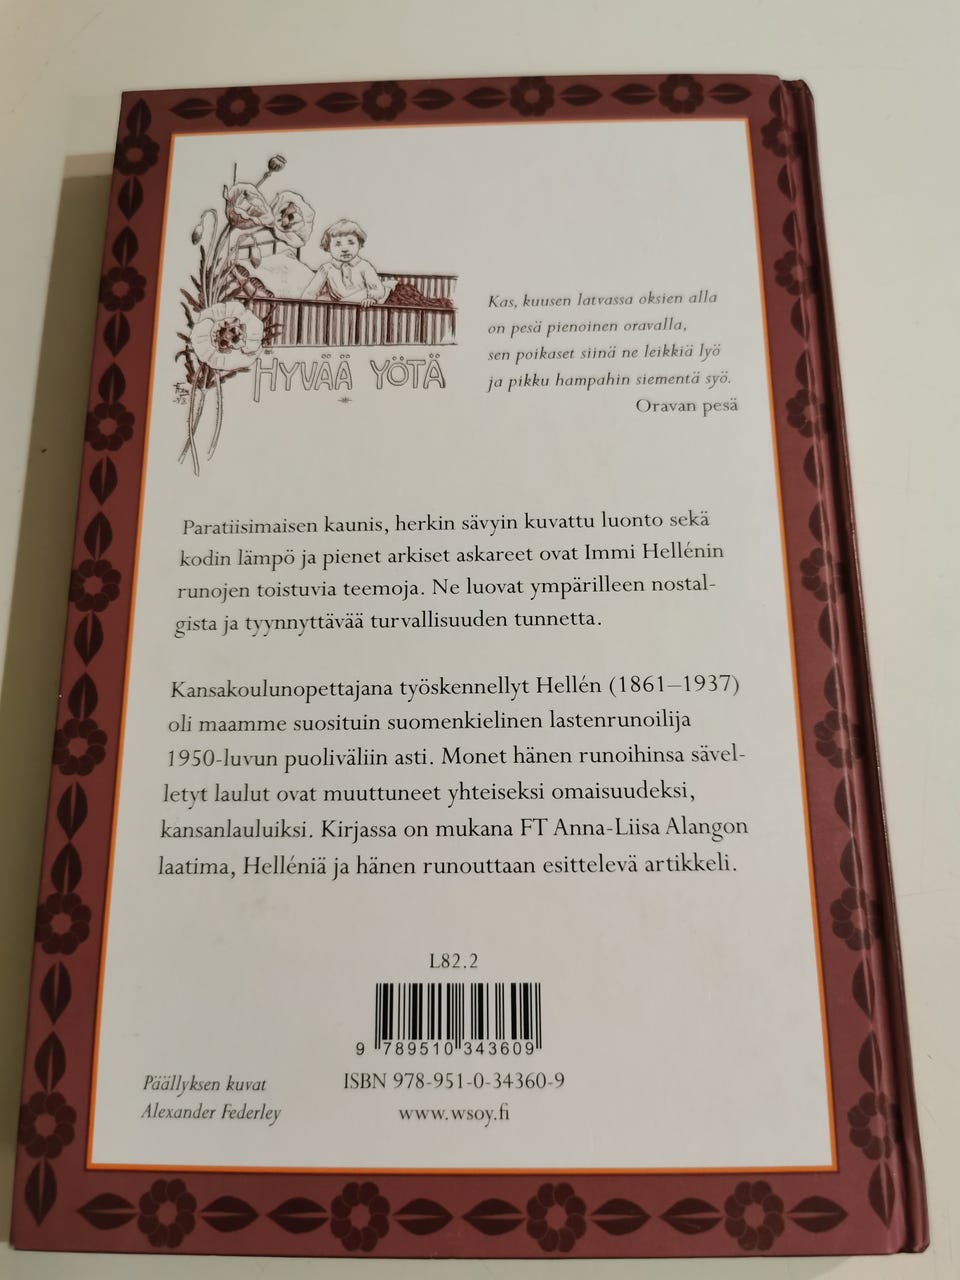 HYVÄÄ YÖTÄ
Kas, kuusen latvassa oksien alla
on pesä pienoinen oravalla,
sen poikaset siinä ne leikkiä lyö
ja pikku hampahin siementä syö.
Oravan pesä
Paratiisimaisen kaunis, herkin sävyin kuvattu luonto sekä
kodin lämpö ja pienet arkiset askareet ovat Immi Hellénin
runojen toistuvia teemoja. Ne luovat ympärilleen nostal-
gista ja tyynnyttävää turvallisuuden tunnetta.
Kansakoulunopettajana työskennellyt Hellén (1861–1937)
oli maamme suosituin suomenkielinen lastenrunoilija
1950-luvun puoliväliin asti. Monet hänen runoihinsa sävel-
letyt laulut ovat muuttuneet yhteiseksi omaisuudeksi,
kansanlauluiksi. Kirjassa on mukana FT Anna-Liisa Alangon
laatima, Helléniä ja hänen runouttaan esittelevä artikkeli.
L82.2
9 789510 343609
ISBN 978-951-0-34360-9
www.wsoy.fi
Päällyksen kuvat
Alexander Federley